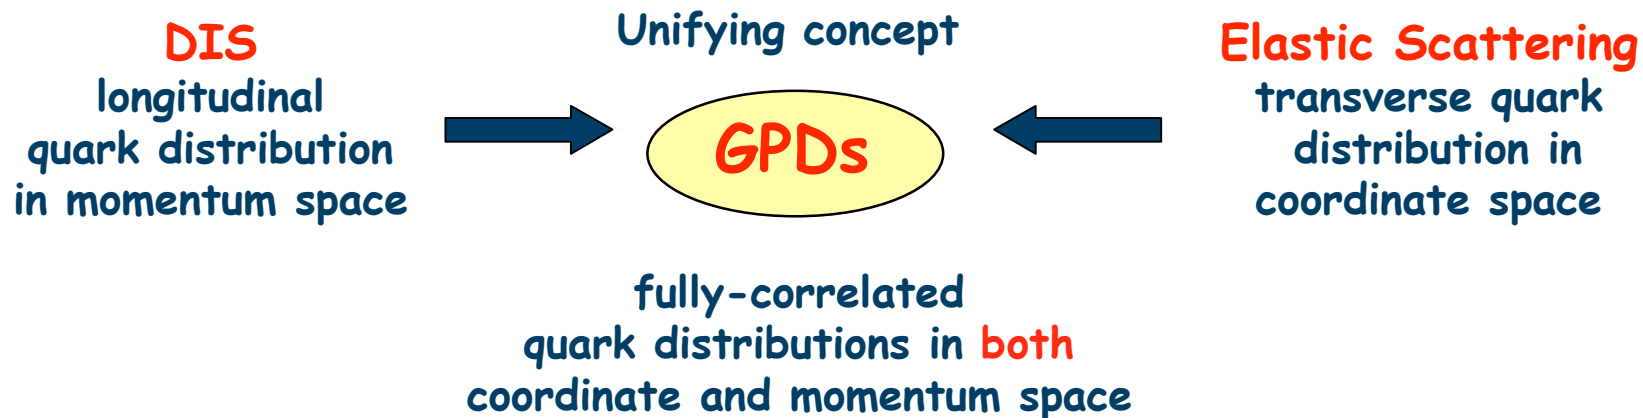 DIS
longitudinal
quark distribution
in momentum space
Unifying concept
GPDs
Elastic Scattering
transverse quark
distribution in
coordinate space
fully-correlated
quark distributions in both
coordinate and momentum space